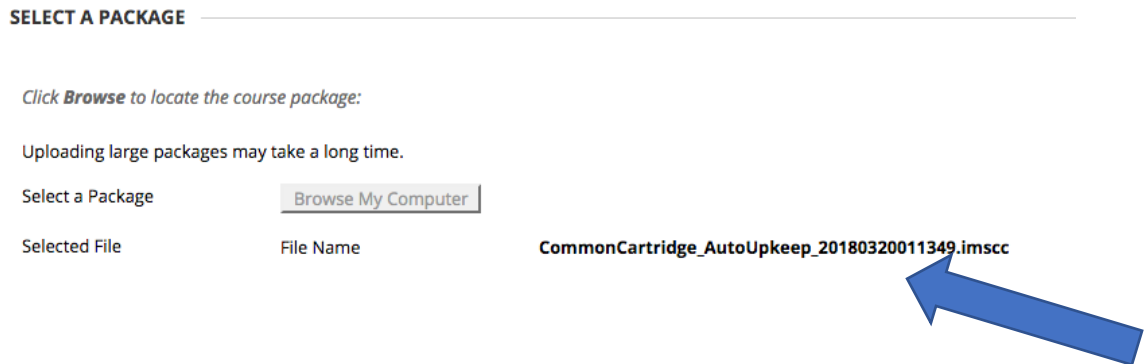 SELECT A PACKAGE
Click Browse to locate the course package:
Uploading large packages may take a long time.
Select a Package Browse My Computer
Selected File File Name CommonCartridge_AutoUpkeep_20180320011349.imscc